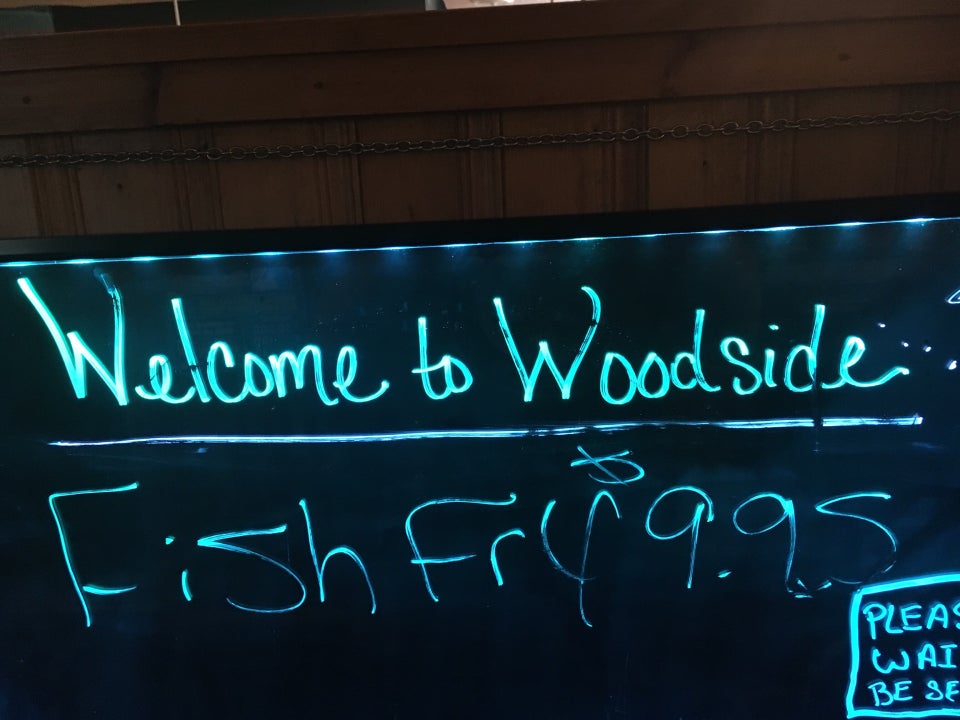 Welcome to Woodside
Fish Fry $9.95
PLEAS
WAI
BE SE